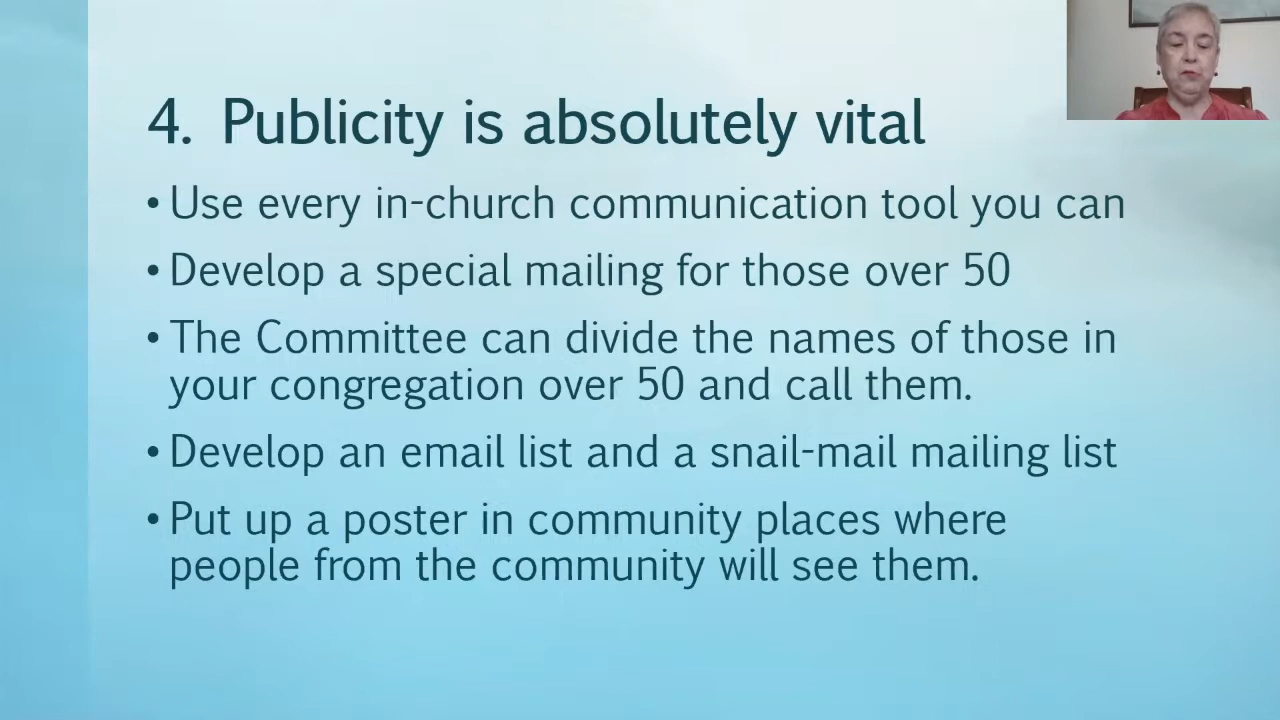 4. Publicity is absolutely vital
• Use every in-church communication tool you can
• Develop a special mailing for those over 50
• The Committee can divide the names of those in
your congregation over 50 and call them.
• Develop an email list and a snail-mail mailing list
• Put up a poster in community places where
people from the community will see them.